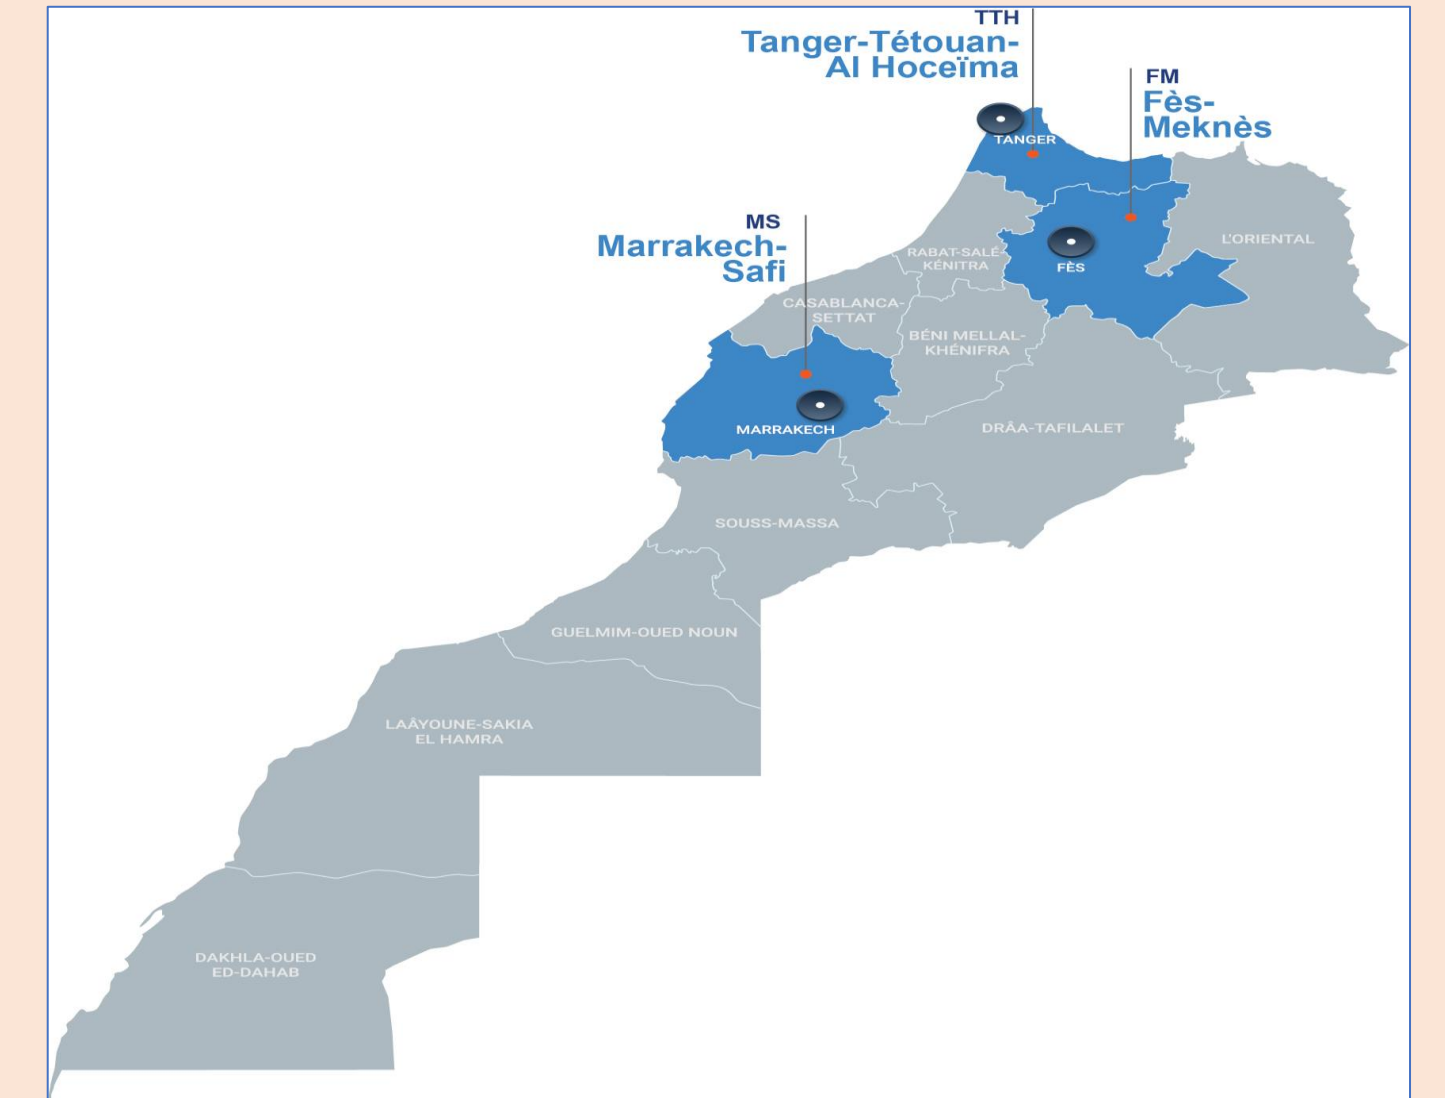 TTH
Tanger-Tétouan-
Al Hoceïma
FM
Fès-
Meknès
TANGER
MS
Marrakech-
Safi
L'ORIENTAL
RABAT-SALÉ-
KÉNITRA
FÈS
CASABLANCA-
SETTAT
BÉNI MELLAL-
KHÉNIFRA
MARRAKECH
DRÂA-TAFILALET
SOUSS-MASSA
GUELMIM-OUED NOUN
LAÂYOUNE-SAKIA
EL HAMRA
DAKHLA-OUED
ED-DAHAB